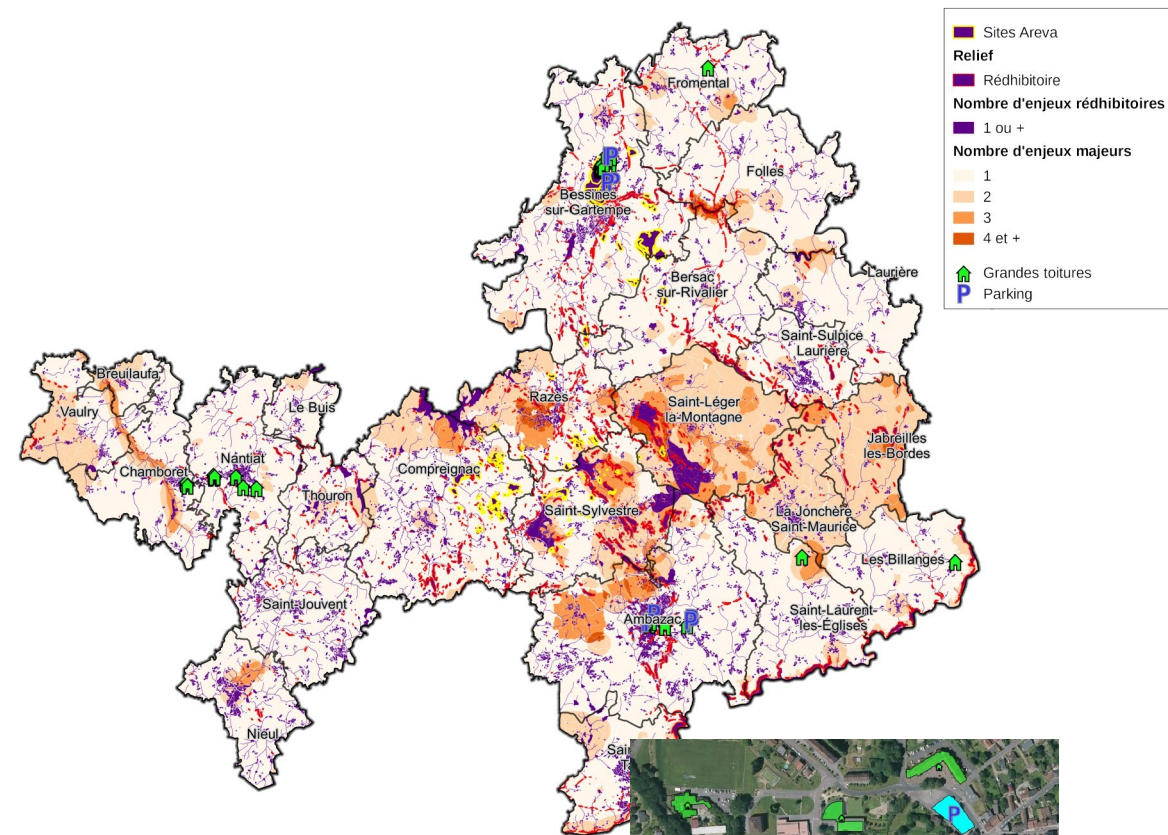 Sites Areva
Relief
Rédhibitoire
Nombre d'enjeux rédhibitoires
1 ou +
Nombre d'enjeux majeurs
1
2
3
4 et +
Grandes toitures
P Parking
Fromental
Folles
P
P
P
Bessines
sur-Gartempe
Laurière
Bersac
sur-Rivalier
Saint-Sulpice
Laurière
Breuilaufa
Vaulry
Le Buis
Razès
Saint-Léger
la-Montagne
Jabreilles
les-Bordes
Nantiat
Chamboret
Compreignac
Thouron
Saint-Sylvestre
La Jonchère
Saint-Maurice
Les Billanges
Saint-Jouvent
Saint-Laurent-
les-Églises
P
P
Ambazac
Nieul
P